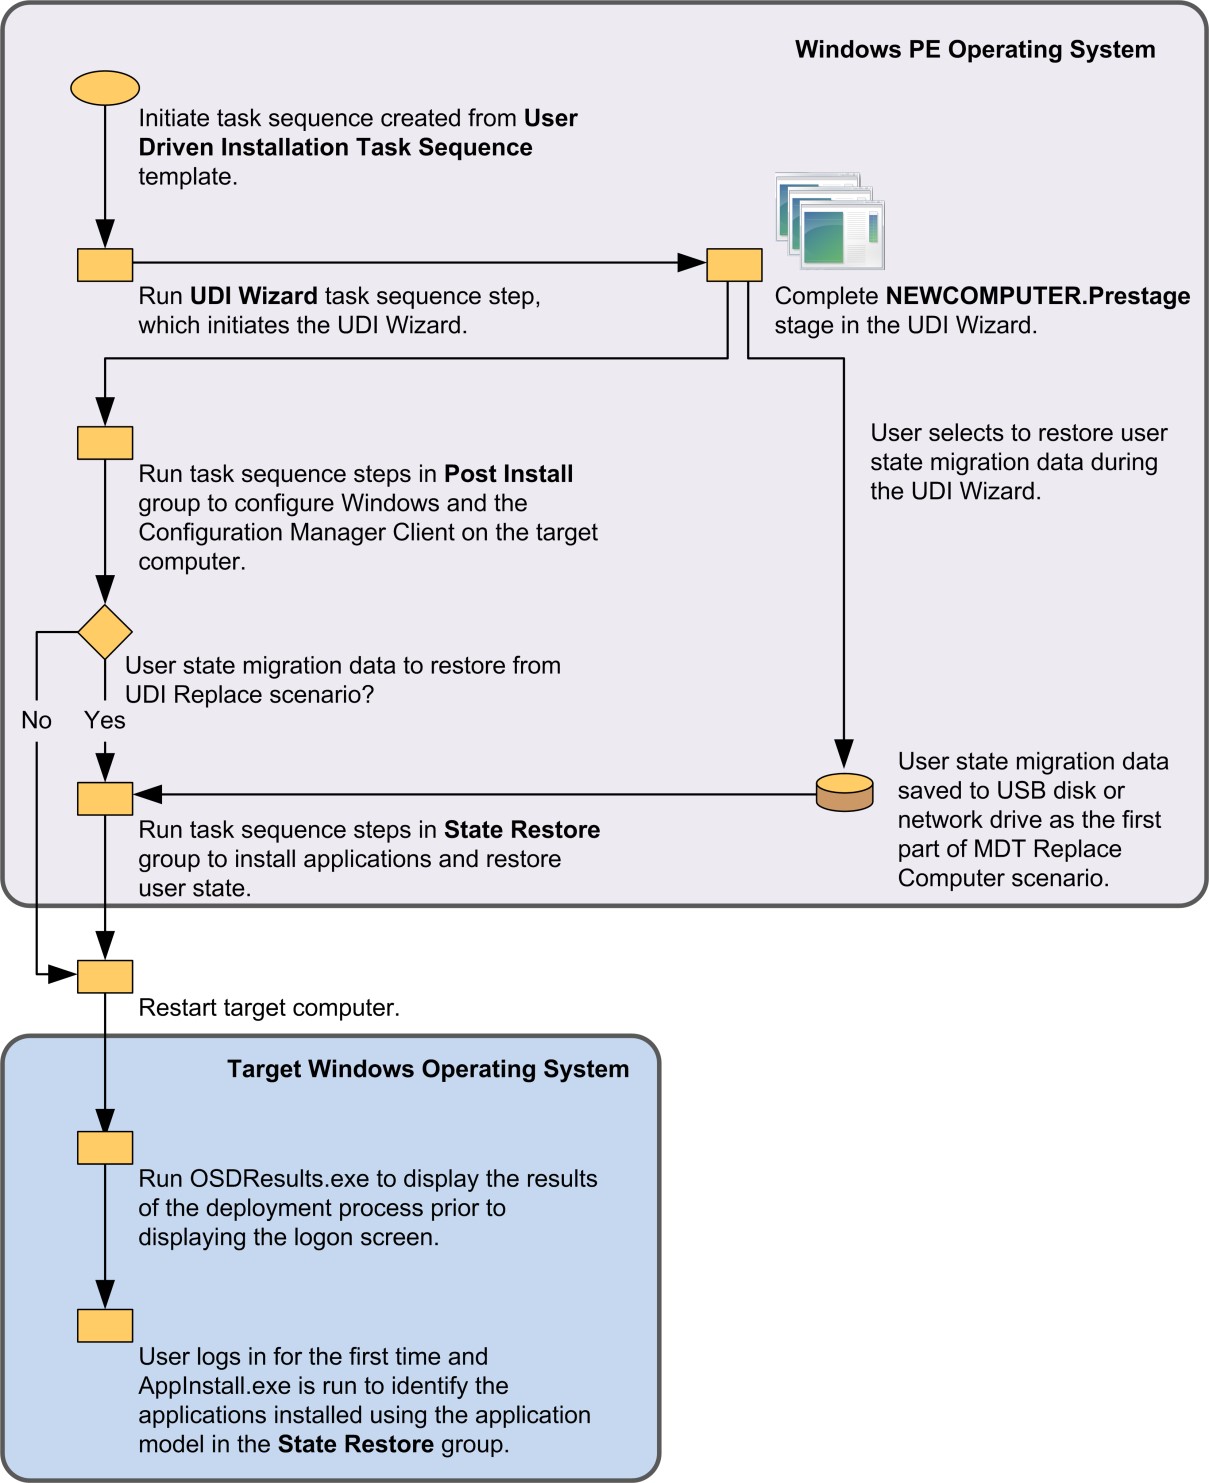 Windows PE Operating System
Initiate task sequence created from User
Driven Installation Task Sequence
template.
Run UDI Wizard task sequence step,
which initiates the UDI Wizard.
Complete NEWCOMPUTER.Prestage
stage in the UDI Wizard.
User selects to restore user
state migration data during
the UDI Wizard.
Run task sequence steps in Post Install
group to configure Windows and the
Configuration Manager Client on the target
computer.
User state migration data to restore from
UDI Replace scenario?
No
Yes
User state migration data
saved to USB disk or
network drive as the first
part of MDT Replace
Computer scenario.
Run task sequence steps in State Restore
group to install applications and restore
user state.
Restart target computer.
Target Windows Operating System
Run OSDResults.exe to display the results
of the deployment process prior to
displaying the logon screen.
User logs in for the first time and
AppInstall.exe is run to identify the
applications installed using the application
model in the State Restore group.